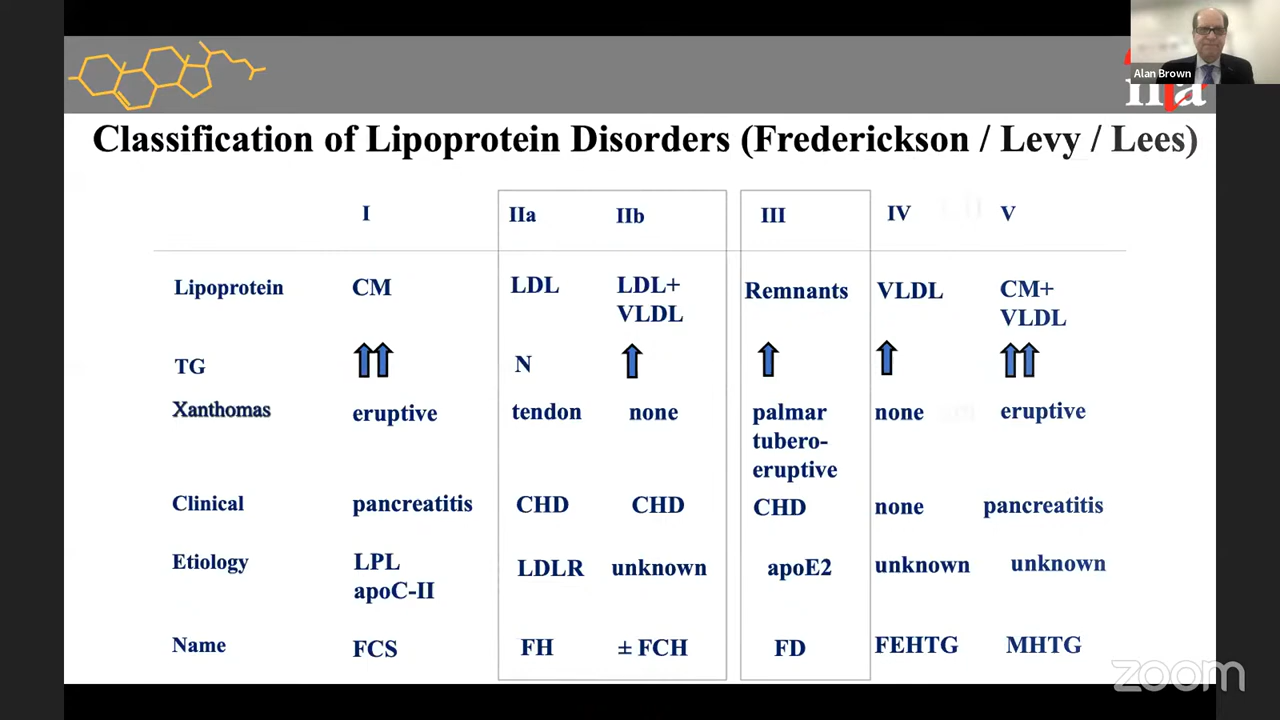 Alan Brown
Classification of Lipoprotein Disorders (Frederickson / Levy / Lees)
I IIa IIb III IV V
Lipoprotein CM LDL LDL+ VLDL Remnants VLDL CM+ VLDL
TG N
Xanthomas eruptive tendon none palmar tubero- eruptive none eruptive
Clinical pancreatitis CHD CHD CHD none pancreatitis
Etiology LPL apoC-II LDLR unknown apoE2 unknown unknown
Name FCS FH ± FCH FD FEHTG MHTG
zoom